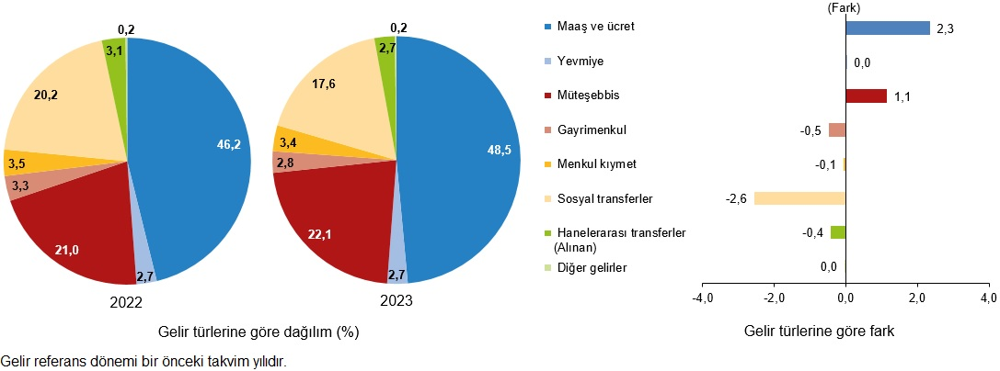 0,2
3,1
20,2
46,2
3,5
3,3
21,0
2,7
2022
0,2
2,7
17,6
3,4
48,5
2,8
22,1
2,7
2023
Gelir türlerine göre dağılım (%)
Gelir referans dönemi bir önceki takvim yılıdır.
(Fark)
Maaş ve ücret
2,3
Yevmiye
0,0
Müteşebbis
1,1
Gayrimenkul
-0,5
Menkul kıymet
-0,1
Sosyal transferler
-2,6
Hanelerarası transferler
(Alınan)
-0,4
Diğer gelirler
0,0
-4,0 -2,0 0,0 2,0 4,0
Gelir türlerine göre fark